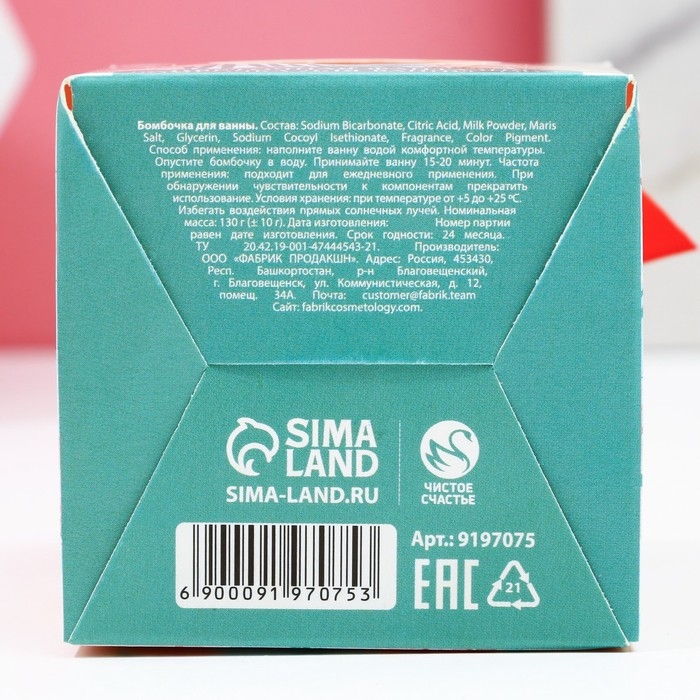 Бомбочка для ванны. Состав: Sodium Bicarbonate, Citric Acid, Milk Powder, Maris
Salt, Glycerin, Sodium Cocoyl Isethionate, Fragrance, Color Pigment.
Способ применения: наполните ванну водой комфортной температуры.
Опустите бомбочку в воду. Принимайте ванну 15-20 минут. Частота
применения: подходит для ежедневного применения. При
обнаружении чувствительности к компонентам прекратить
использование. Условия хранения: при температуре от +5 до +25 ºС.
Избегать воздействия прямых солнечных лучей. Номинальная
масса: 130 г (± 10 г). Дата изготовления: Номер партии
равен дате изготовления. Срок годности: 24 месяца.
ТУ 20.42.19-001-47444543-21. Производитель:
ООО «ФАБРИК ПРОДАКШН». Адрес: Россия, 453430,
Респ. Башкортостан, р-н Благовещенский,
г. Благовещенск, ул. Коммунистическая, д. 12,
помещ. 34А. Почта: customer@fabrik.team
Сайт: fabrikcosmetology.com.
SIMA
LAND
SIMA-LAND.RU
ЧИСТОЕ
СЧАСТЬЕ
Арт.: 9197075
6 900091 970753
EAC
21